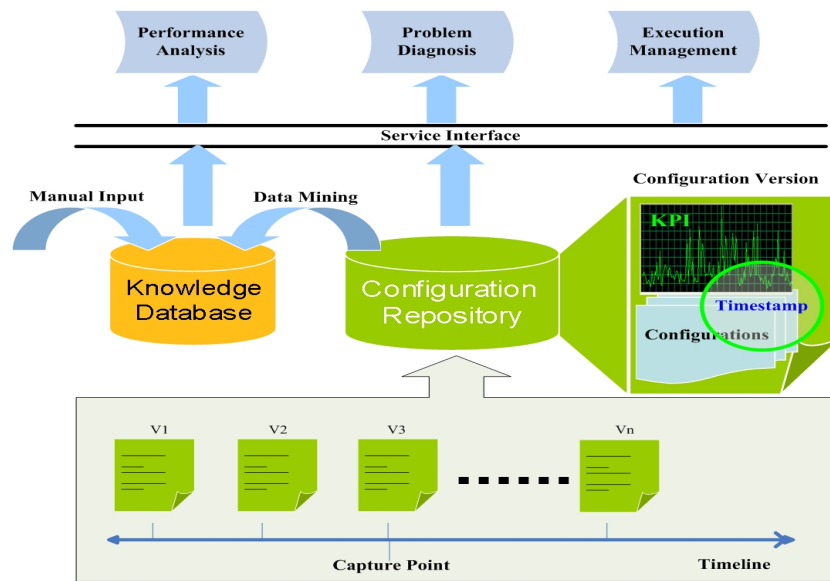 Performance
Analysis
Problem
Diagnosis
Execution
Management
Service Interface
Manual Input
Data Mining
Configuration Version
KPI
Knowledge
Database
Configuration
Repository
Timestamp
Configurations
V1
V2
V3
Vn
Capture Point
Timeline